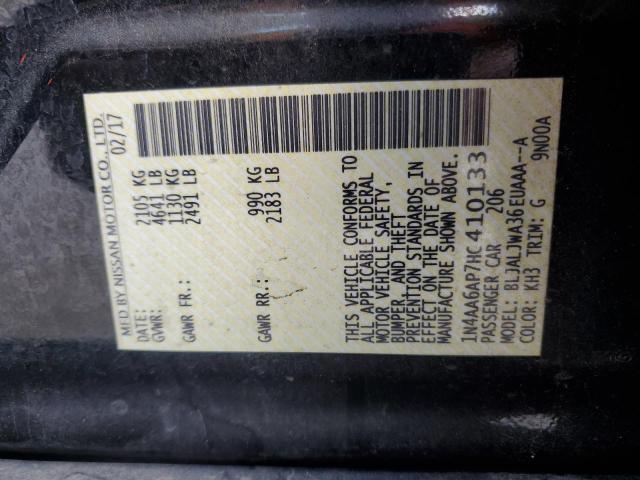 MFD BY NISSAN MOTOR CO., LTD.
DATE: 02/17
GVWR: 2105 KG
4641 LB
GAWR FR.: 1130 KG
2491 LB
GAWR RR.: 990 KG
2183 LB
THIS VEHICLE CONFORMS TO
ALL APPLICABLE FEDERAL
MOTOR VEHICLE SAFETY,
BUMPER, AND THEFT
PREVENTION STANDARDS IN
EFFECT ON THE DATE OF
MANUFACTURE SHOWN ABOVE.
1N4AA6AP7HC410133
PASSENGER CAR 206
MODEL: BLJALJWA36EUAAA--A
COLOR: KH3 TRIM: G 9N00A